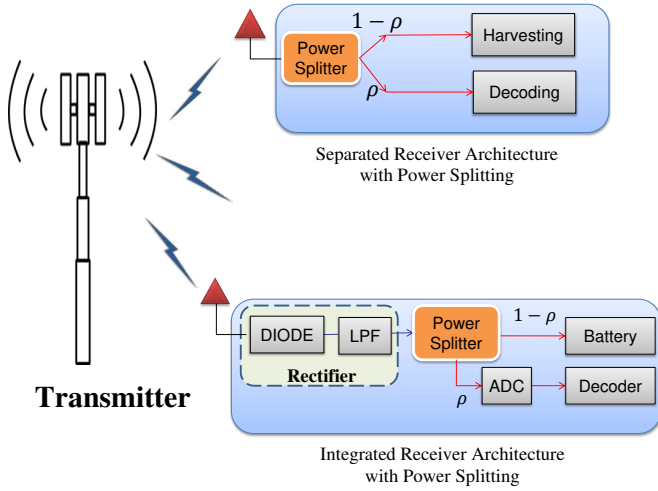 1 − ρ
Harvesting
Power
Splitter
ρ
Decoding
Separated Receiver Architecture
with Power Splitting
Transmitter
DIODE
LPF
Rectifier
Power
Splitter
1 − ρ
Battery
ρ
ADC
Decoder
Integrated Receiver Architecture
with Power Splitting